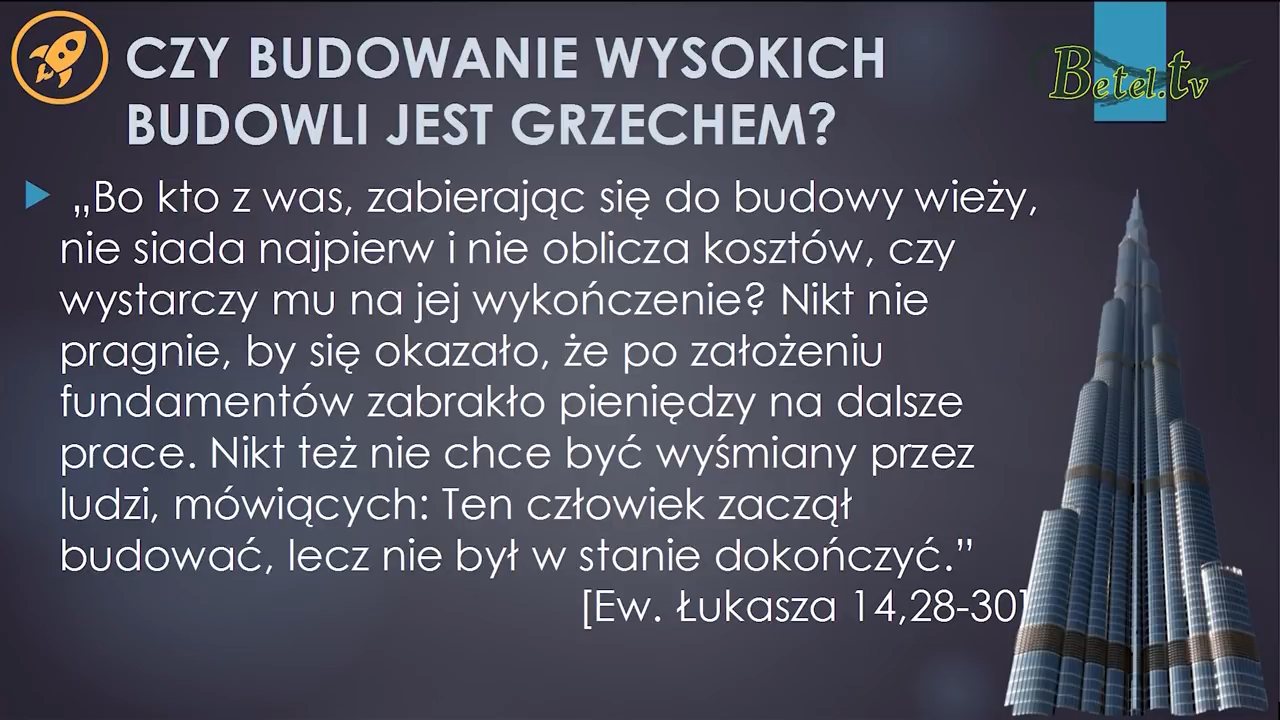 CZY BUDOWANIE WYSOKICH
BUDOWLI JEST GRZECHEM?
Betel.tv
„Bo kto z was, zabierając się do budowy wieży,
nie siada najpierw i nie oblicza kosztów, czy
wystarczy mu na jej wykończenie? Nikt nie
pragnie, by się okazało, że po założeniu
fundamentów zabrakło pieniędzy na dalsze
prace. Nikt też nie chce być wyśmiany przez
ludzi, mówiących: Ten człowiek zaczął
budować, lecz nie był w stanie dokończyć.”
[Ew. Łukasza 14,28-30]